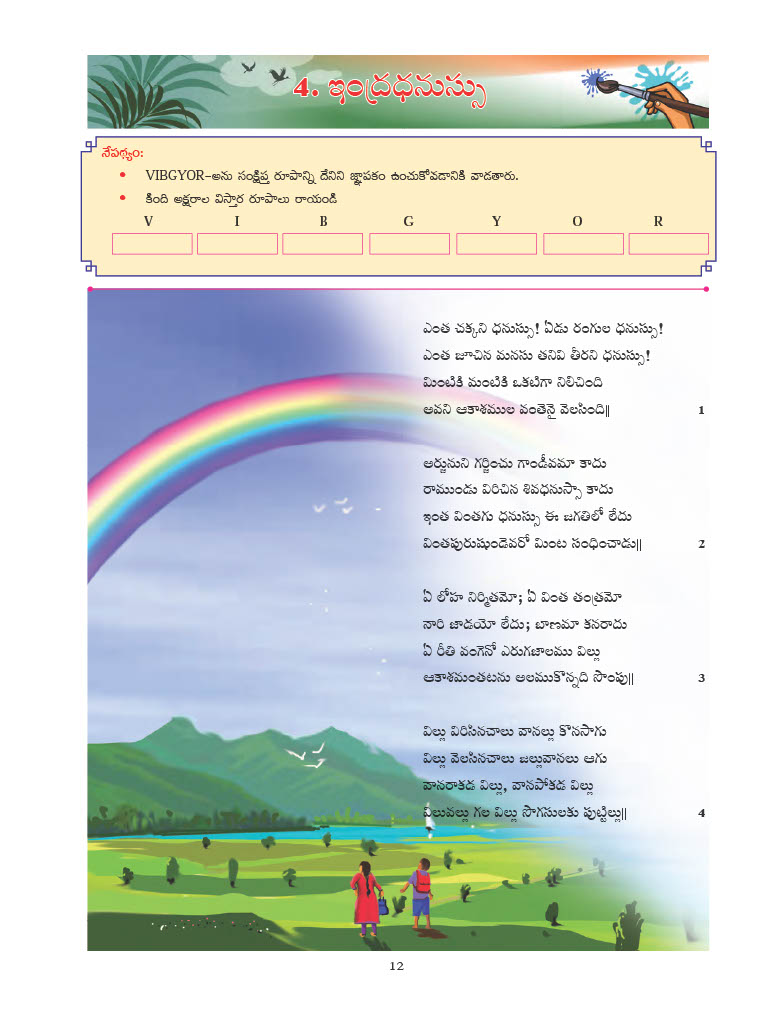 4. ఇంద్రధనుస్సు
నేపథ్యం:
• VIBGYOR-అను సంక్షిప్త రూపాన్ని దేనిని జ్ఞాపకం ఉంచుకోవడానికి వాడతారు.
• కింది అక్షరాల విస్తార రూపాలు రాయండి
V I B G Y O R
ఎంత చక్కని ధనుస్సు! ఏడు రంగుల ధనుస్సు!
ఎంత జూచిన మనసు తనివి తీరని ధనుస్సు!
మింటికి మంటికి ఒకటిగా నిలిచింది
అవని ఆకాశముల వంతెనై వెలసింది॥ 1
అర్జునుని గర్జించు గాండీవమా కాదు
రాముండు విరిచిన శివధనుస్సా కాదు
ఇంత వింతగు ధనుస్సు ఈ జగతిలో లేదు
వింతపురుషుండెవరో మింట సంధించాడు॥ 2
ఏ లోహ నిర్మితమో; ఏ వింత తంత్రమో
నారి జాడయో లేదు; బాణమా కనరాదు
ఏ రీతి వంగెనో ఎరుగజాలము విల్లు
ఆకాశమంతటను అలముకొన్నది సొంపు॥ 3
విల్లు విరిసినచాలు వానల్లు కొనసాగు
విల్లు వెలసినచాలు జల్లువానలు ఆగు
వానరాకడ విల్లు, వానపోకడ విల్లు
విలువల్లు గల విల్లు సొగసులకు పుట్టిల్లు॥ 4
12